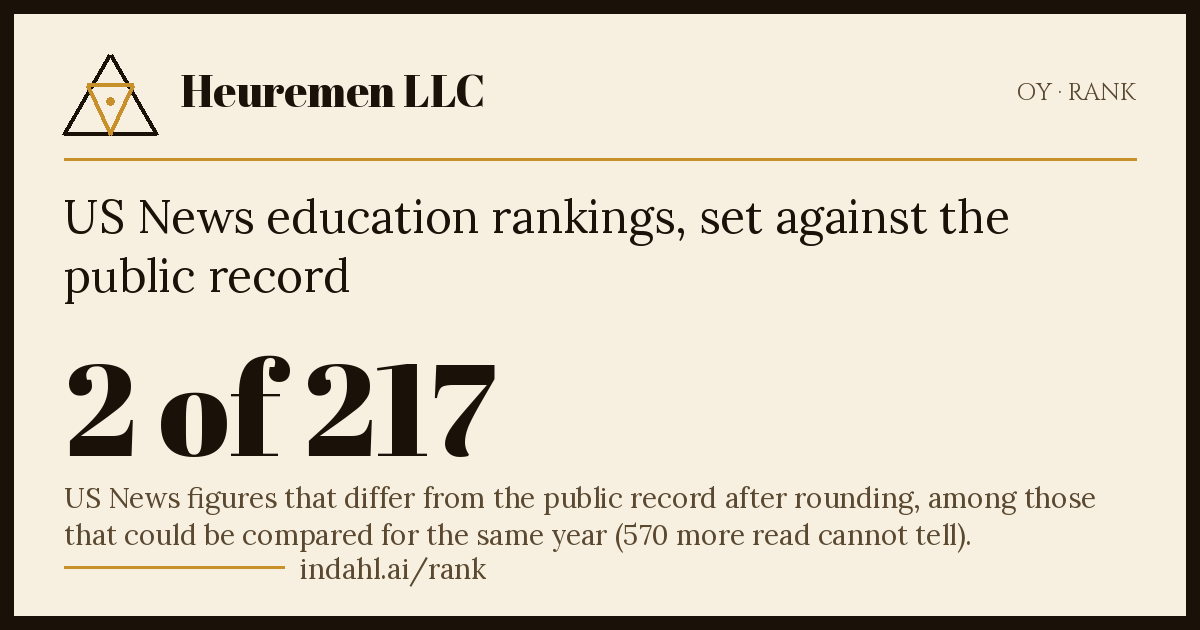 Heuremen LLC
OY · RANK
US News education rankings, set against the
public record
2 of 217
US News figures that differ from the public record after rounding, among those
that could be compared for the same year (570 more read cannot tell).
indahl.ai/rank